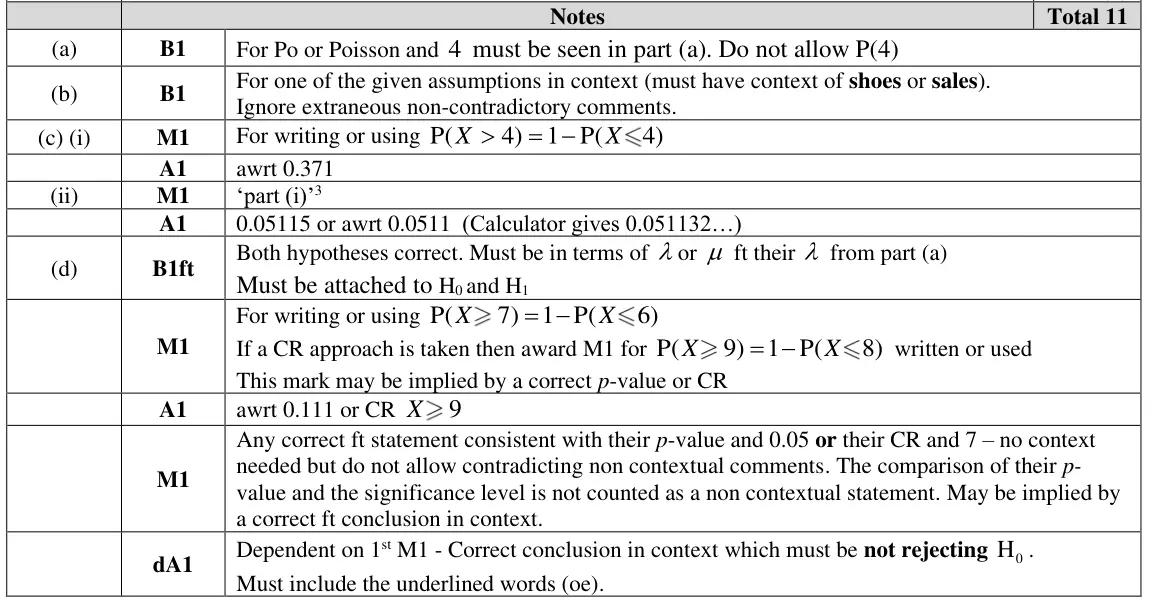 Notes Total 11
(a) B1 For Po or Poisson and 4 must be seen in part (a). Do not allow P(4)
(b) B1 For one of the given assumptions in context (must have context of shoes or sales).
Ignore extraneous non-contradictory comments.
(c) (i) M1 For writing or using P(X > 4) = 1 − P(X ⩽ 4)
A1 awrt 0.371
(ii) M1 ‘part (i)’³
A1 0.05115 or awrt 0.0511 (Calculator gives 0.051132…)
(d) B1ft Both hypotheses correct. Must be in terms of λ or μ ft their λ from part (a)
Must be attached to H₀ and H₁
M1 For writing or using P(X ⩾ 7) = 1 − P(X ⩽ 6)
If a CR approach is taken then award M1 for P(X ⩾ 9) = 1 − P(X ⩽ 8) written or used
This mark may be implied by a correct p-value or CR
A1 awrt 0.111 or CR X ⩾ 9
M1 Any correct ft statement consistent with their p-value and 0.05 or their CR and 7 – no context
needed but do not allow contradicting non contextual comments. The comparison of their p-
value and the significance level is not counted as a non contextual statement. May be implied by
a correct ft conclusion in context.
dA1 Dependent on 1st M1 - Correct conclusion in context which must be not rejecting H₀ .
Must include the underlined words (oe).